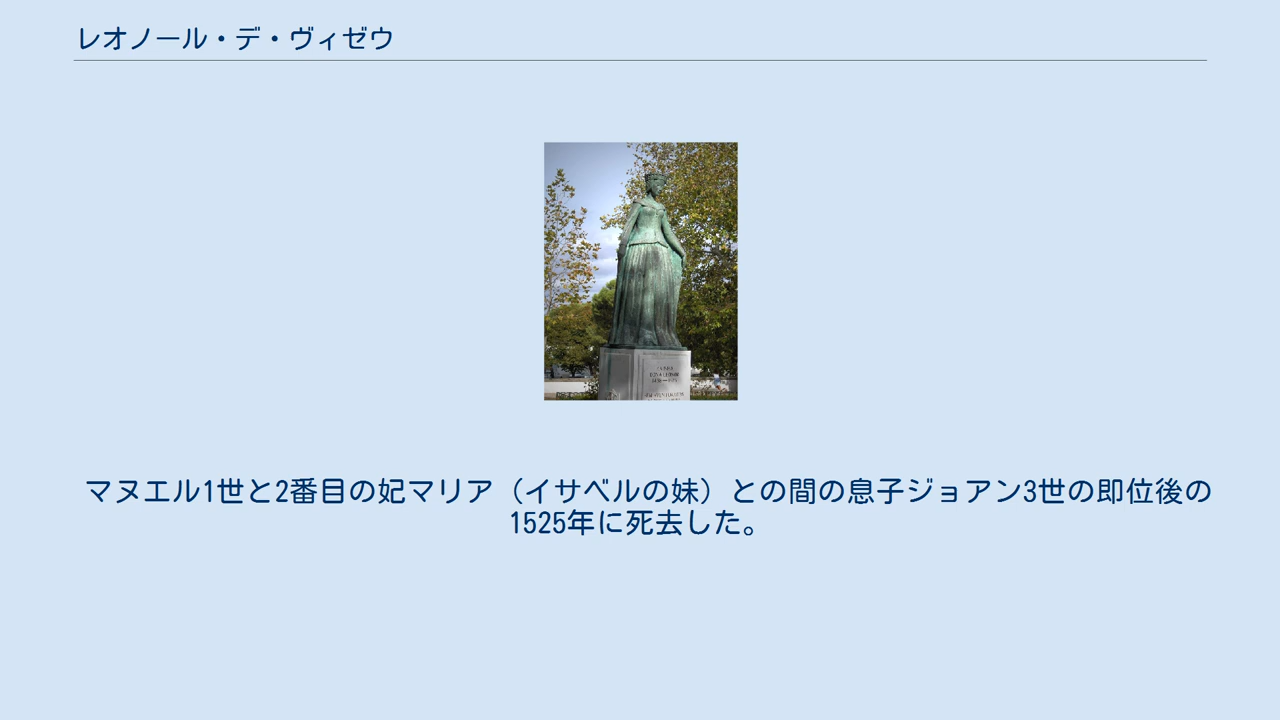 レオノール・デ・ヴィゼウ
マヌエル1世と2番目の妃マリア（イサベルの妹）との間の息子ジョアン3世の即位後の
1525年に死去した。